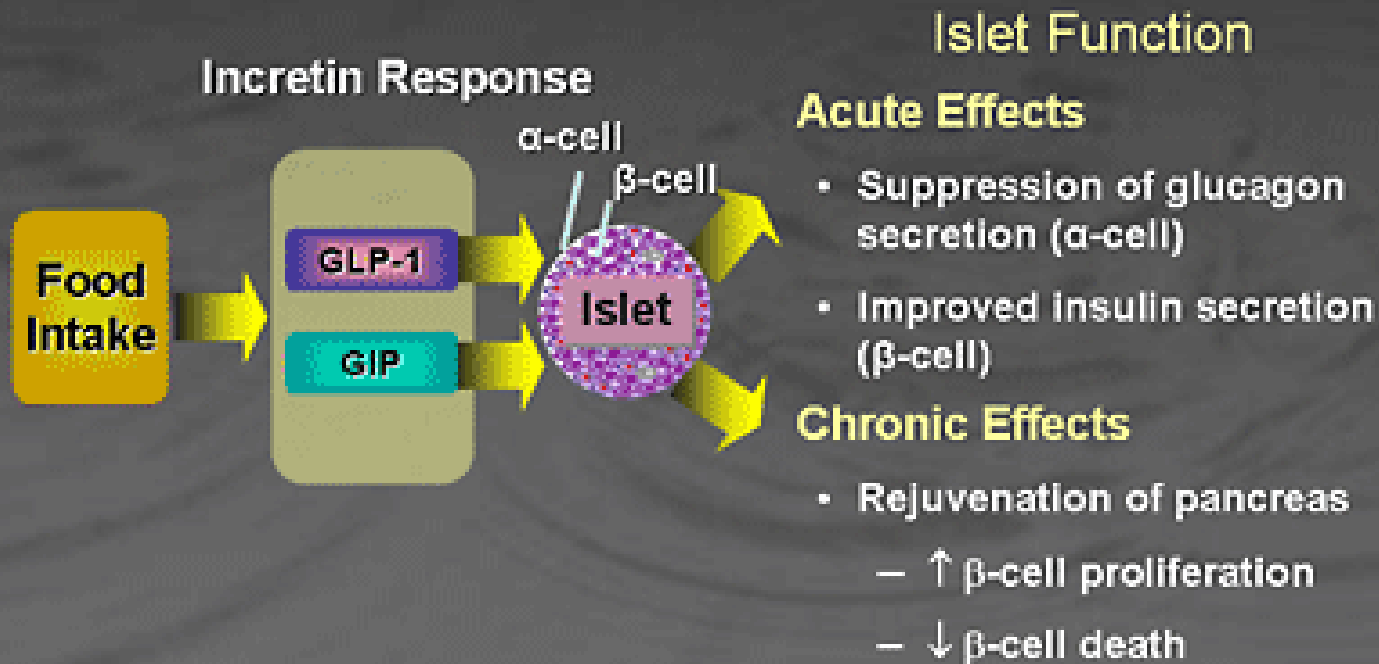 Islet Function
Incretin Response
Acute Effects
α-cell
β-cell
• Suppression of glucagon
secretion (α-cell)
Food
Intake
GLP-1
GIP
Islet
• Improved insulin secretion
(β-cell)
Chronic Effects
• Rejuvenation of pancreas
– ↑ β-cell proliferation
– ↓ β-cell death